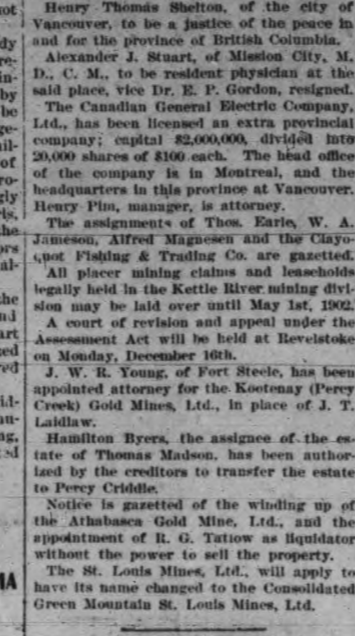 Henry Thomas Shelton, of the city of
Vancouver, to be a justice of the peace in
and for the province of British Columbia.
Alexander J. Stuart, of Mission City, M.
D., C. M., to be resident physician at the
said place, vice Dr. E. P. Gordon, resigned.
The Canadian General Electric Company,
Ltd., has been licensed an extra provincial
company; capital $2,000,000, divided into
20,000 shares of $100 each. The head office
of the company is in Montreal, and the
headquarters in this province at Vancouver.
Henry Pim, manager, is attorney.
The assignments of Thos. Earle, W. A.
Jameson, Alfred Magnesen and the Clayo-
quot Fishing & Trading Co. are gazetted.
All placer mining claims and leaseholds
legally held in the Kettle River mining divi-
sion may be laid over until May 1st, 1902.
A court of revision and appeal under the
Assessment Act will be held at Revelstoke
on Monday, December 16th.
J. W. R. Young, of Fort Steele, has been
appointed attorney for the Kootenay (Percy
Creek) Gold Mines, Ltd., in place of J. T.
Laidlaw.
Hamilton Byers, the assignee of the es-
tate of Thomas Madson, has been author-
ized by the creditors to transfer the estate
to Percy Criddle.
Notice is gazetted of the winding up of
the Athabasca Gold Mine, Ltd., and the
appointment of R. G. Tatlow as liquidator
without the power to sell the property.
The St. Louis Mines, Ltd., will apply to
have its name changed to the Consolidated
Green Mountain St. Louis Mines, Ltd.